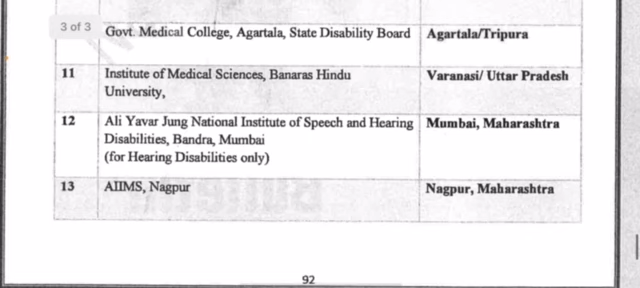 3 of 3
Govt. Medical College, Agartala, State Disability Board Agartala/Tripura
11 Institute of Medical Sciences, Banaras Hindu Varanasi/ Uttar Pradesh
University,
12 Ali Yavar Jung National Institute of Speech and Hearing Mumbai, Maharashtra
Disabilities, Bandra, Mumbai
(for Hearing Disabilities only)
13 AIIMS, Nagpur Nagpur, Maharashtra
92